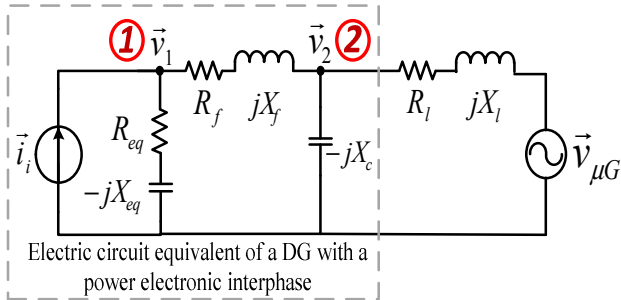 1 v⃗₁ v⃗₂ 2
R_f jX_f R_l jX_l
R_eq
i⃗_i -jX_c v⃗_μG
-jX_eq
Electric circuit equivalent of a DG with a
power electronic interphase